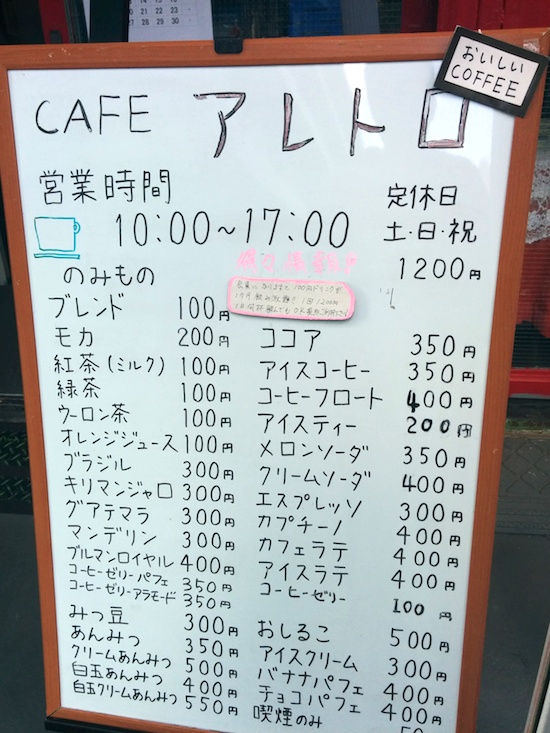 おいしい
COFFEE
CAFE アレトロ
営業時間
10:00~17:00
定休日
土・日・祝
1200円
のみもの
ブレンド 100円
モカ 200円
紅茶(ミルク) 100円
緑茶 100円
ウーロン茶 100円
オレンジジュース 100円
ブラジル 300円
キリマンジャロ 300円
グアテマラ 300円
マンデリン 300円
ブルマンロイヤル 400円
コーヒーゼリーパフェ 350円
コーヒーゼリーアラモード 350円
みつ豆 300円
あんみつ 350円
クリームあんみつ 500円
白玉あんみつ 400円
白玉クリームあんみつ 550円
ココア 350円
アイスコーヒー 350円
コーヒーフロート 400円
アイスティー 200円
メロンソーダ 350円
クリームソーダ 400円
エスプレッソ 300円
カプチーノ 400円
カフェラテ 400円
アイスラテ 400円
コーヒーゼリー 100円
おしるこ 500円
アイスクリーム 300円
バナナパフェ 400円
チョコパフェ 400円
喫煙のみ